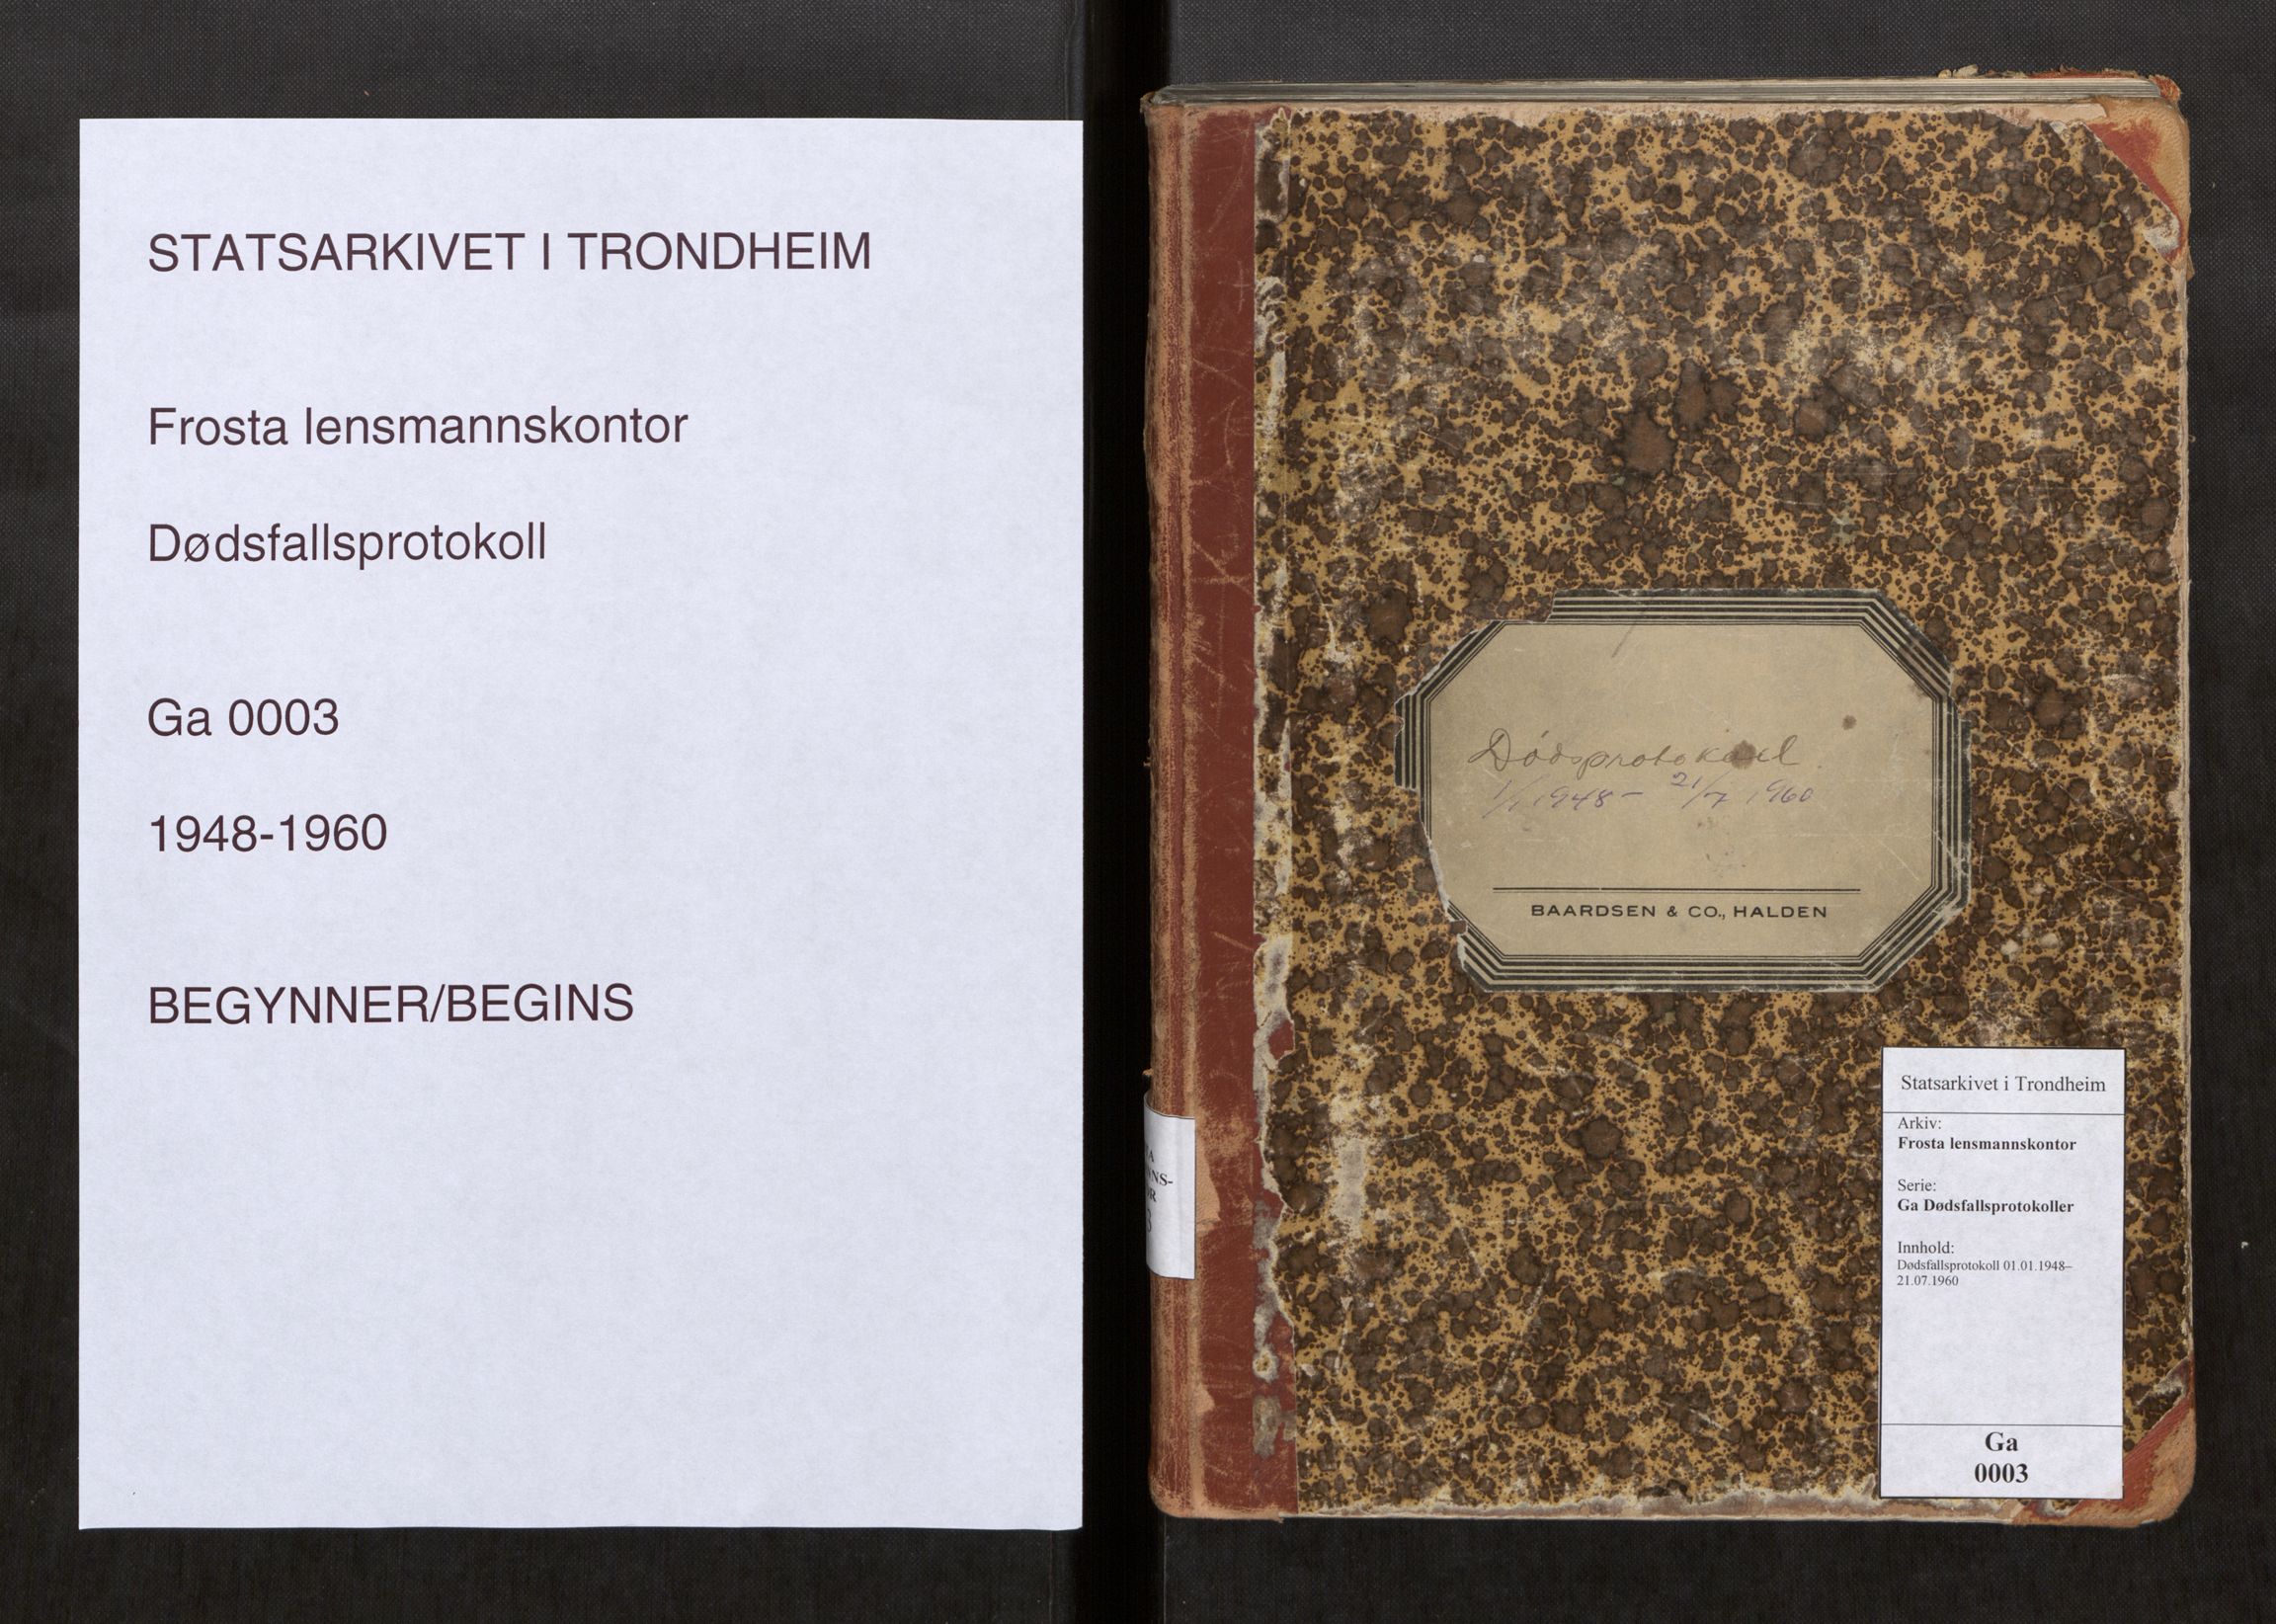 STATSARKIVET I TRONDHEIM
Frosta lensmannskontor
Dødsfallsprotokoll
Ga 0003
1948-1960
BEGYNNER/BEGINS
Dødsprotokoll.
1/1 1948 - 21/7 1960
BAARDSEN & CO., HALDEN
Statsarkivet i Trondheim
Arkiv:
Frosta lensmannskontor
Serie:
Ga Dødsfallsprotokoller
Innhold:
Dødsfallsprotokoll 01.01.1948–
21.07.1960
Ga
0003